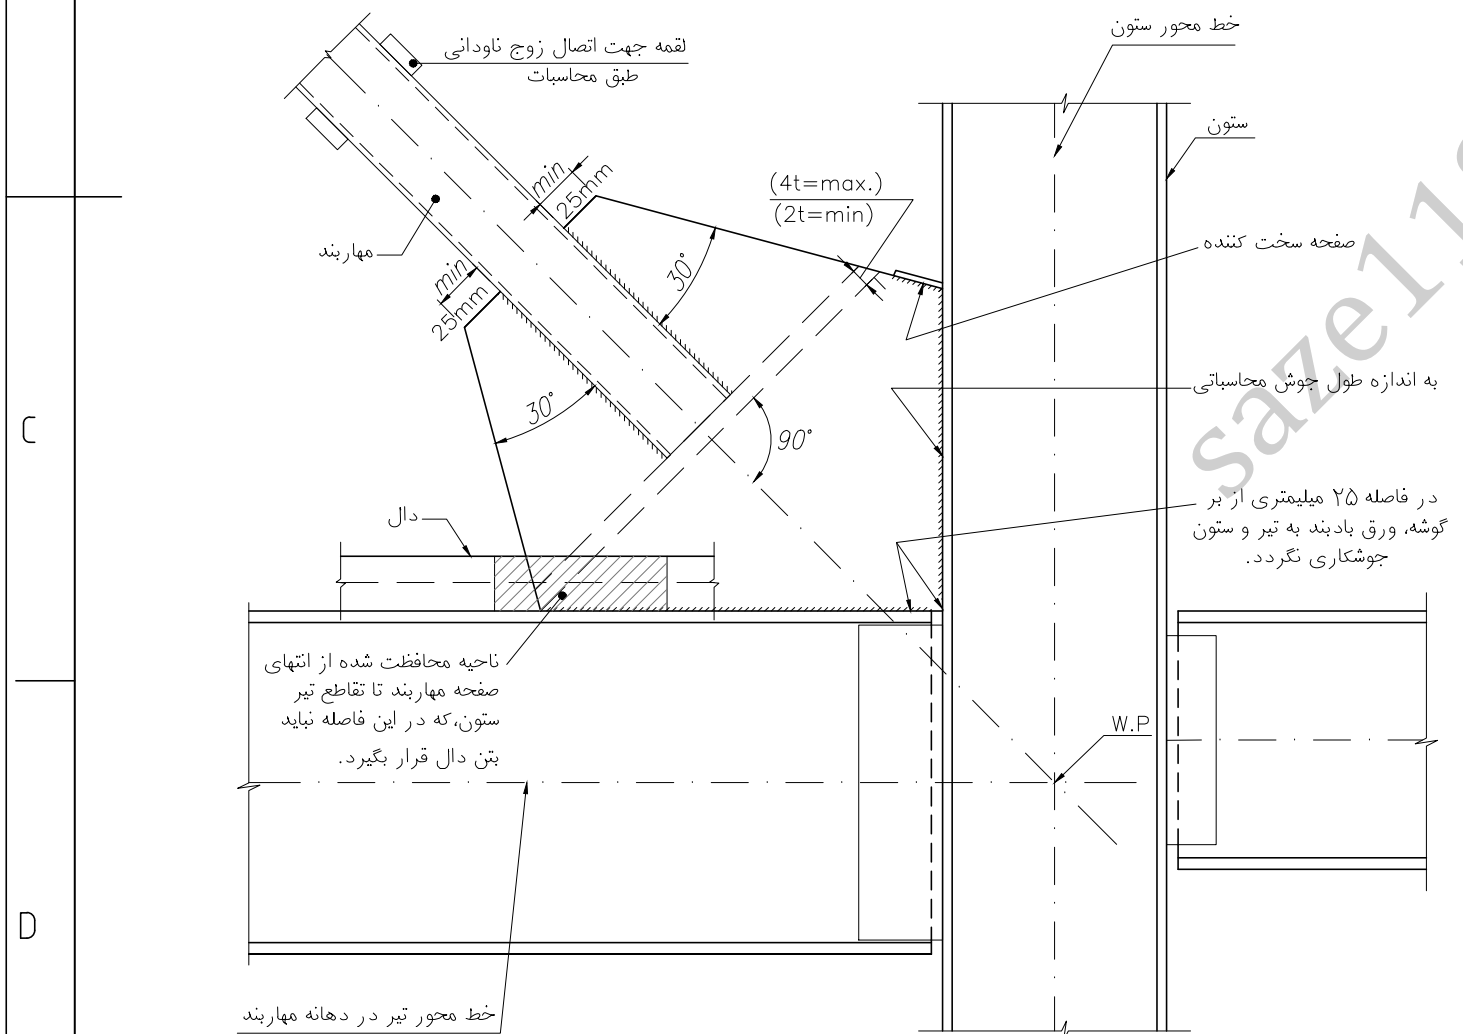 خط محور ستون
لقمه جهت اتصال زوج ناودانی
طبق محاسبات
ستون
min
25mm
(4t=max.)
(2t=min)
صفحه سخت کننده
مهاربند
30°
min
25mm
به اندازه طول جوش محاسباتی
30°
C
90°
در فاصله ۲۵ میلیمتری از بر
گوشه، ورق بادبند به تیر و ستون
جوشکاری نگردد.
دال
ناحیه محافظت شده از انتهای
صفحه مهاربند تا تقاطع تیر
ستون،که در این فاصله نباید
بتن دال قرار بگیرد.
W.P
D
خط محور تیر در دهانه مهاربند